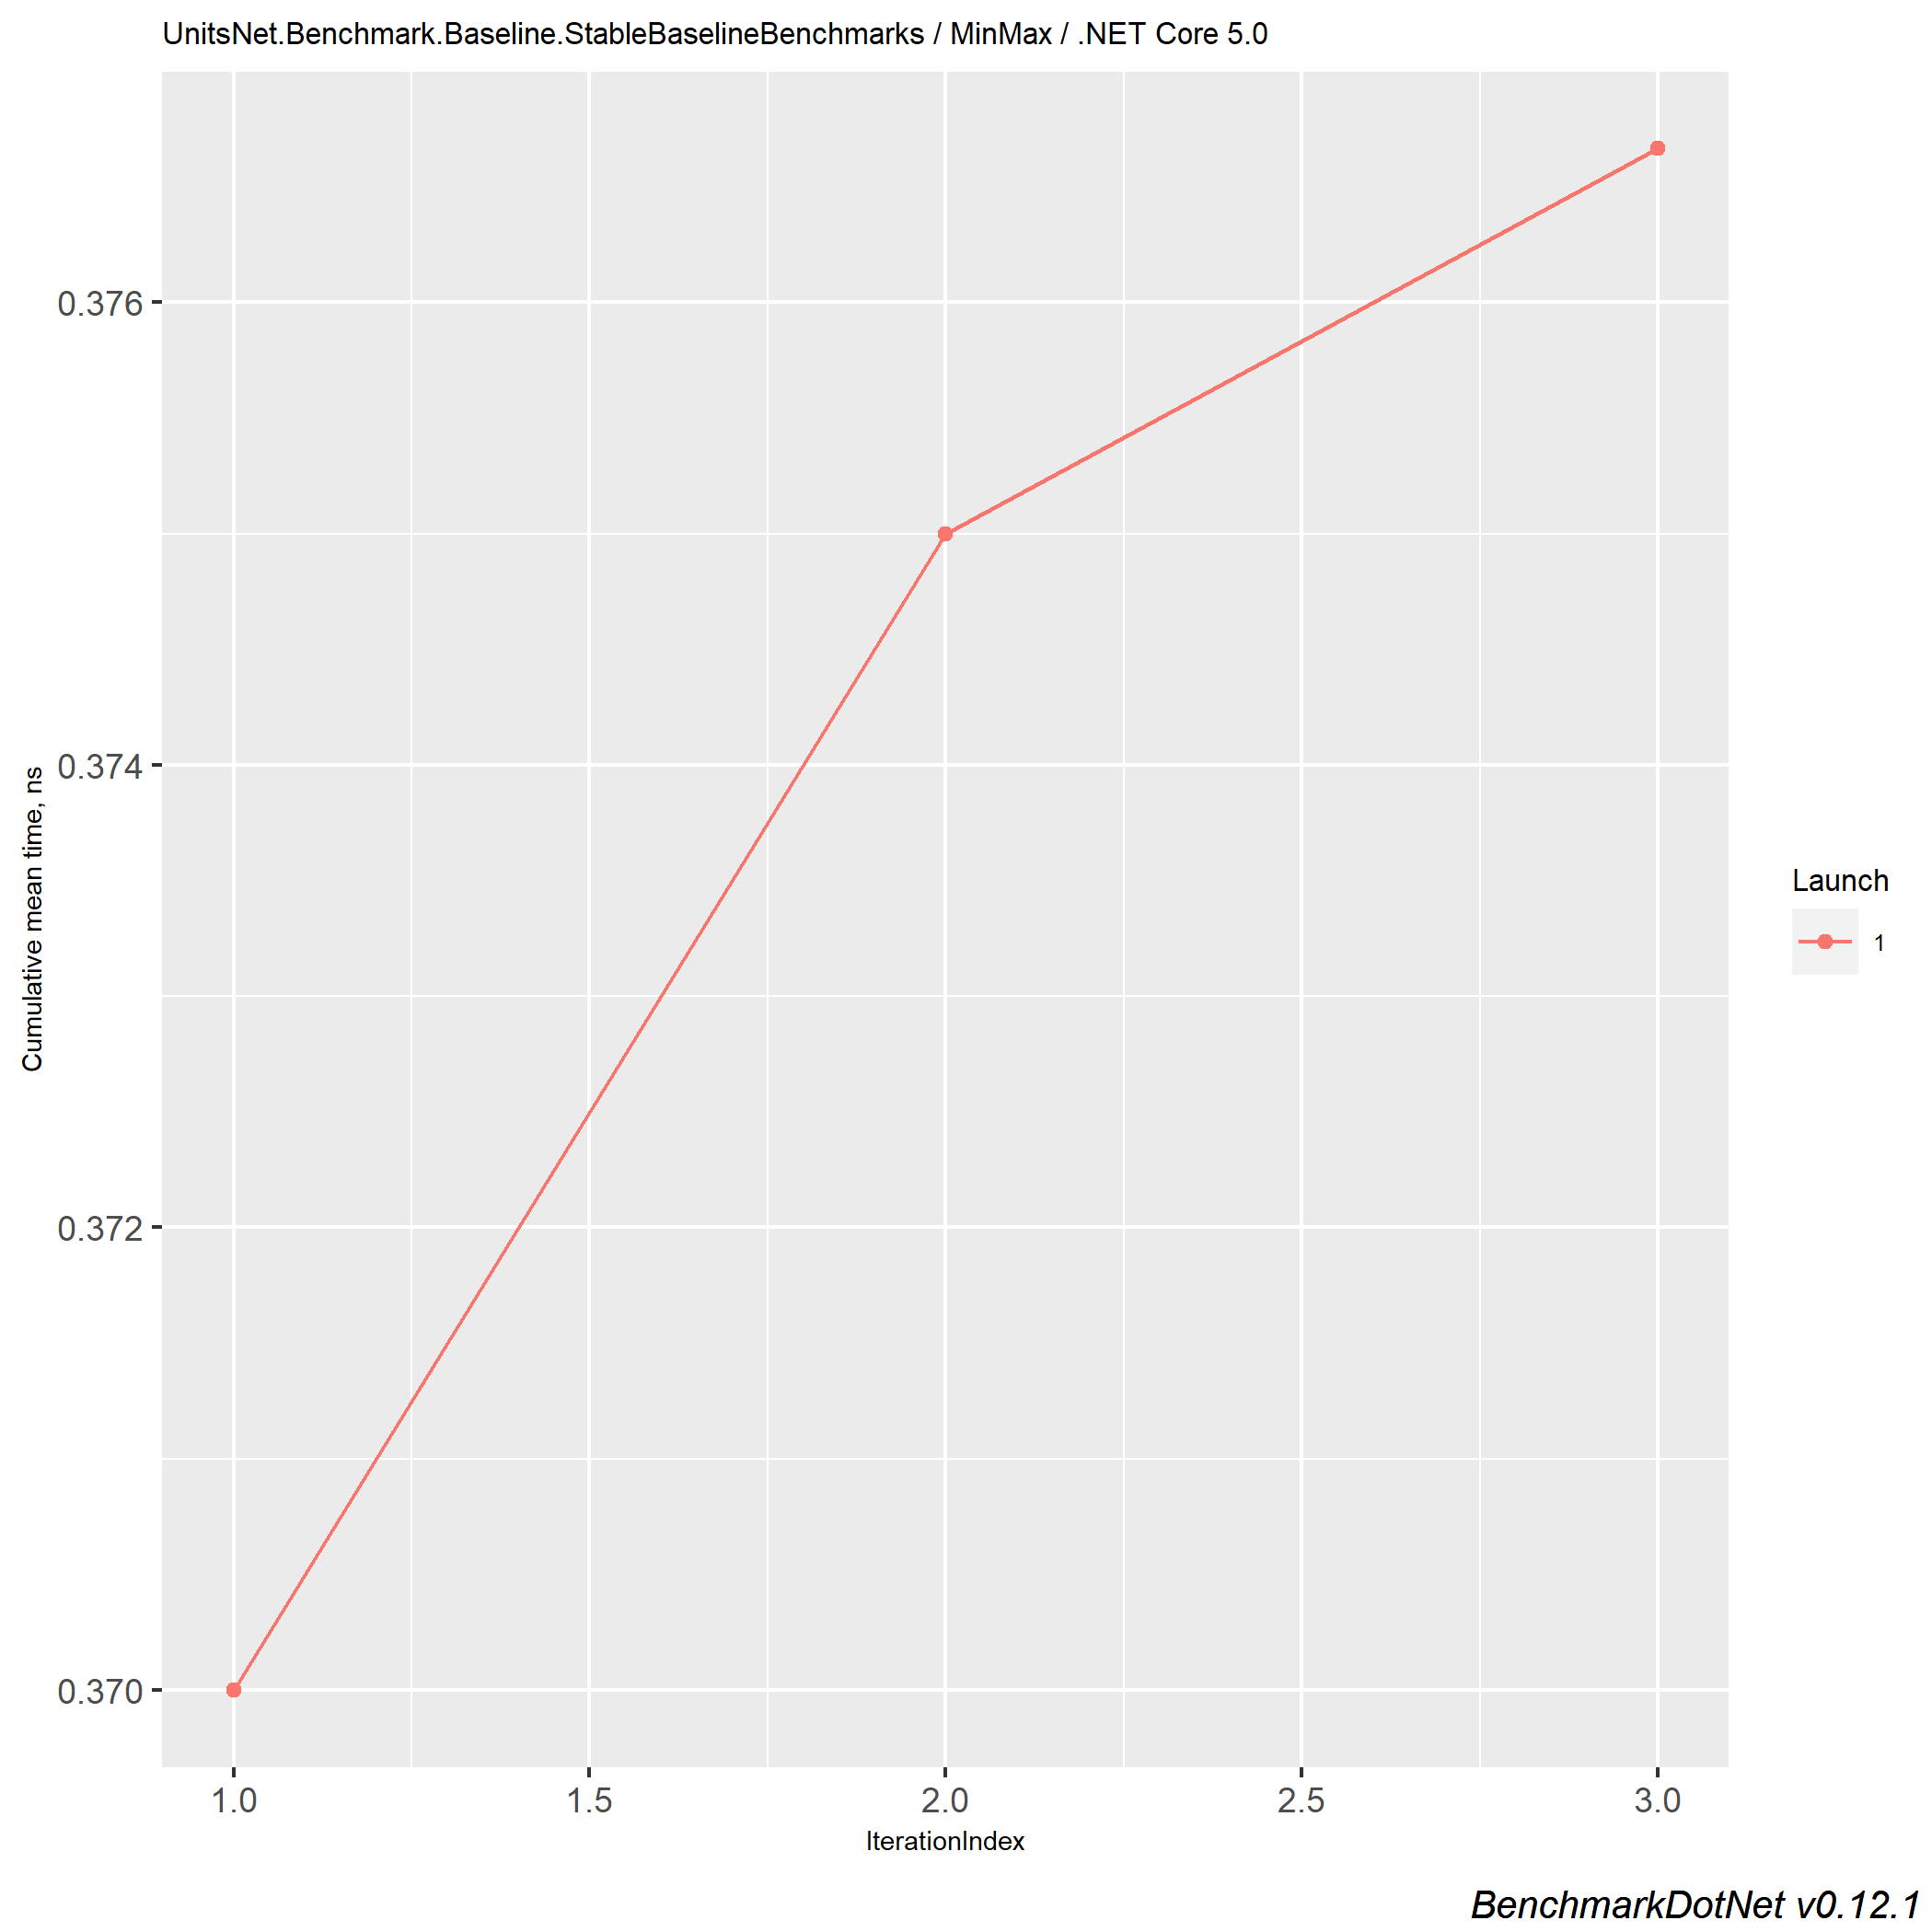 UnitsNet.Benchmark.Baseline.StableBaselineBenchmarks / MinMax / .NET Core 5.0
0.376
0.374
0.372
0.370
Cumulative mean time, ns
1.0 1.5 2.0 2.5 3.0
IterationIndex
Launch
1
BenchmarkDotNet v0.12.1